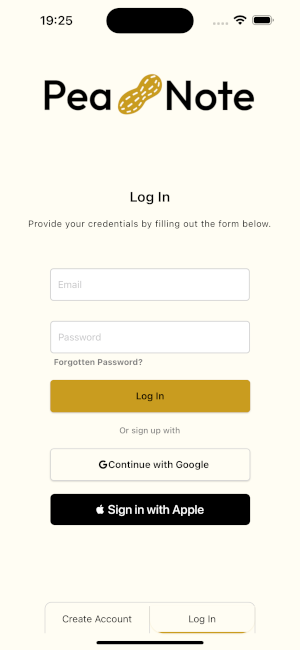 19:25
Pea Note
Log In
Provide your credentials by filling out the form below.
Email
Password
Forgotten Password?
Log In
Or sign up with
Continue with Google
Sign in with Apple
Create Account Log In